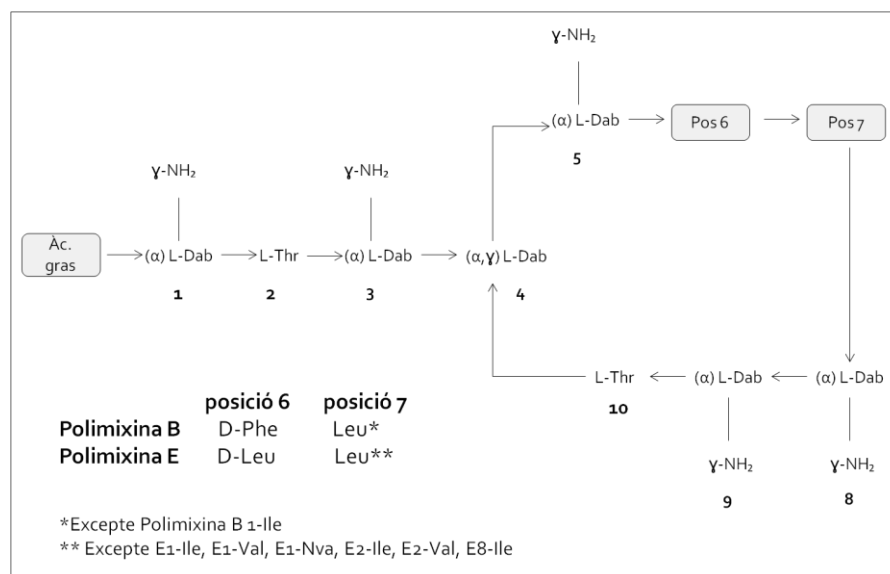 ɣ-NH₂
(α) L-Dab
Pos 6
Pos 7
5
ɣ-NH₂
ɣ-NH₂
Àc.
gras
(α) L-Dab
L-Thr
(α) L-Dab
(α,ɣ) L-Dab
1
2
3
4
L-Thr
(α) L-Dab
(α) L-Dab
10
ɣ-NH₂
ɣ-NH₂
9
8
posició 6 posició 7
Polimixina B D-Phe Leu*
Polimixina E D-Leu Leu**
*Excepte Polimixina B 1-Ile
** Excepte E1-Ile, E1-Val, E1-Nva, E2-Ile, E2-Val, E8-Ile